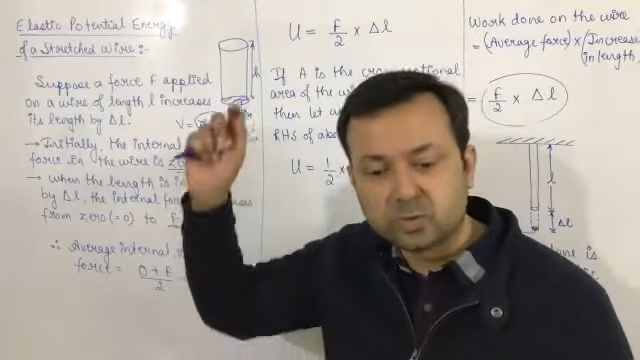 Elastic Potential Energy
of a Stretched Wire:-
Suppose a force F applied
on a wire of length l increases
its length by Δl.
→ Initially, the internal
force in the wire is zero
→ when the length is
by Δl, the internal
from zero (=0) to F
∴ Average internal
force = 0 + F / 2
h
V =
U = F/2 × Δl
If A is the cross-sectional
area of the
then let
RHS of
U = 1/2 ×
Work done on the wire
= (Average force) × (Increase
in length)
= F/2 × Δl
l
Δl
is